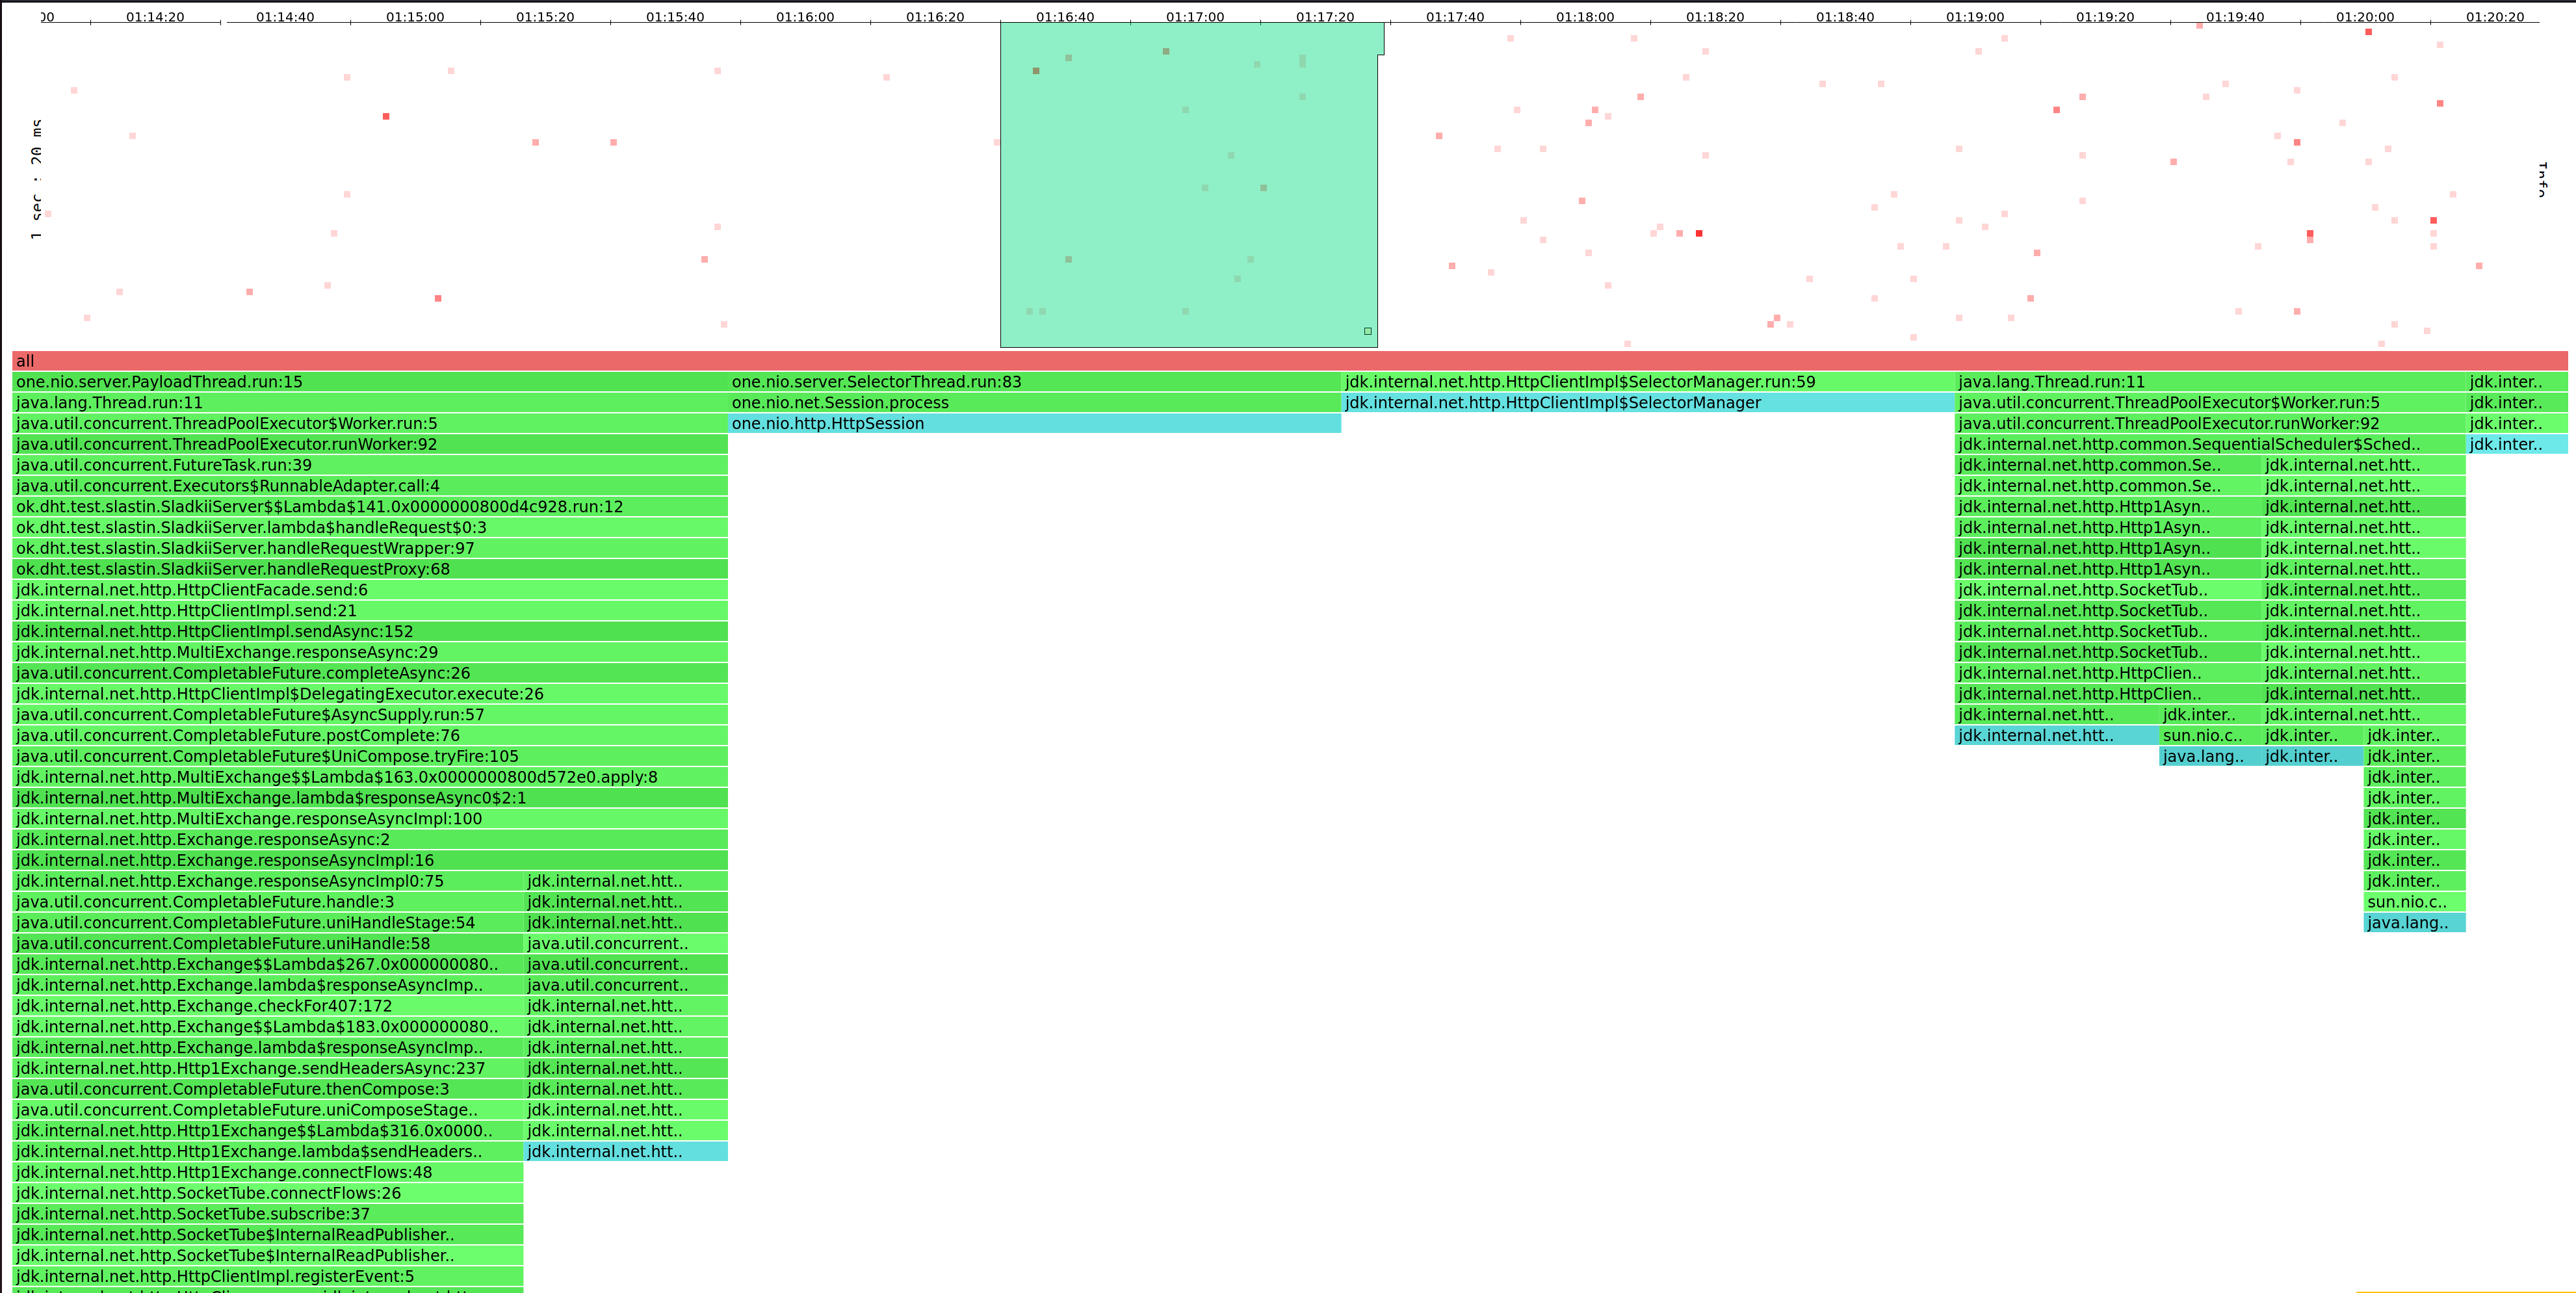 00 01:14:20 01:14:40 01:15:00 01:15:20 01:15:40 01:16:00 01:16:20 01:16:40 01:17:00 01:17:20 01:17:40 01:18:00 01:18:20 01:18:40 01:19:00 01:19:20 01:19:40 01:20:00 01:20:20
1 sec : 20 ms
Info
all
one.nio.server.PayloadThread.run:15 one.nio.server.SelectorThread.run:83 jdk.internal.net.http.HttpClientImpl$SelectorManager.run:59 java.lang.Thread.run:11 jdk.inter..
java.lang.Thread.run:11 one.nio.net.Session.process jdk.internal.net.http.HttpClientImpl$SelectorManager java.util.concurrent.ThreadPoolExecutor$Worker.run:5 jdk.inter..
java.util.concurrent.ThreadPoolExecutor$Worker.run:5 one.nio.http.HttpSession java.util.concurrent.ThreadPoolExecutor.runWorker:92 jdk.inter..
java.util.concurrent.ThreadPoolExecutor.runWorker:92 jdk.internal.net.http.common.SequentialScheduler$Sched.. jdk.inter..
java.util.concurrent.FutureTask.run:39 jdk.internal.net.http.common.Se.. jdk.internal.net.htt..
java.util.concurrent.Executors$RunnableAdapter.call:4 jdk.internal.net.http.common.Se.. jdk.internal.net.htt..
ok.dht.test.slastin.SladkiiServer$$Lambda$141.0x0000000800d4c928.run:12 jdk.internal.net.http.Http1Asyn.. jdk.internal.net.htt..
ok.dht.test.slastin.SladkiiServer.lambda$handleRequest$0:3 jdk.internal.net.http.Http1Asyn.. jdk.internal.net.htt..
ok.dht.test.slastin.SladkiiServer.handleRequestWrapper:97 jdk.internal.net.http.Http1Asyn.. jdk.internal.net.htt..
ok.dht.test.slastin.SladkiiServer.handleRequestProxy:68 jdk.internal.net.http.Http1Asyn.. jdk.internal.net.htt..
jdk.internal.net.http.HttpClientFacade.send:6 jdk.internal.net.http.SocketTub.. jdk.internal.net.htt..
jdk.internal.net.http.HttpClientImpl.send:21 jdk.internal.net.http.SocketTub.. jdk.internal.net.htt..
jdk.internal.net.http.HttpClientImpl.sendAsync:152 jdk.internal.net.http.SocketTub.. jdk.internal.net.htt..
jdk.internal.net.http.MultiExchange.responseAsync:29 jdk.internal.net.http.SocketTub.. jdk.internal.net.htt..
java.util.concurrent.CompletableFuture.completeAsync:26 jdk.internal.net.http.HttpClien.. jdk.internal.net.htt..
jdk.internal.net.http.HttpClientImpl$DelegatingExecutor.execute:26 jdk.internal.net.http.HttpClien.. jdk.internal.net.htt..
java.util.concurrent.CompletableFuture$AsyncSupply.run:57 jdk.internal.net.htt.. jdk.inter.. jdk.internal.net.htt..
java.util.concurrent.CompletableFuture.postComplete:76 jdk.internal.net.htt.. sun.nio.c.. jdk.inter.. jdk.inter..
java.util.concurrent.CompletableFuture$UniCompose.tryFire:105 java.lang.. jdk.inter.. jdk.inter..
jdk.internal.net.http.MultiExchange$$Lambda$163.0x0000000800d572e0.apply:8 jdk.inter..
jdk.internal.net.http.MultiExchange.lambda$responseAsync0$2:1 jdk.inter..
jdk.internal.net.http.MultiExchange.responseAsyncImpl:100 jdk.inter..
jdk.internal.net.http.Exchange.responseAsync:2 jdk.inter..
jdk.internal.net.http.Exchange.responseAsyncImpl:16 jdk.inter..
jdk.internal.net.http.Exchange.responseAsyncImpl0:75 jdk.internal.net.htt.. jdk.inter..
java.util.concurrent.CompletableFuture.handle:3 jdk.internal.net.htt.. sun.nio.c..
java.util.concurrent.CompletableFuture.uniHandleStage:54 jdk.internal.net.htt.. java.lang..
java.util.concurrent.CompletableFuture.uniHandle:58 java.util.concurrent..
jdk.internal.net.http.Exchange$$Lambda$267.0x000000080.. java.util.concurrent..
jdk.internal.net.http.Exchange.lambda$responseAsyncImp.. java.util.concurrent..
jdk.internal.net.http.Exchange.checkFor407:172 jdk.internal.net.htt..
jdk.internal.net.http.Exchange$$Lambda$183.0x000000080.. jdk.internal.net.htt..
jdk.internal.net.http.Exchange.lambda$responseAsyncImp.. jdk.internal.net.htt..
jdk.internal.net.http.Http1Exchange.sendHeadersAsync:237 jdk.internal.net.htt..
java.util.concurrent.CompletableFuture.thenCompose:3 jdk.internal.net.htt..
java.util.concurrent.CompletableFuture.uniComposeStage.. jdk.internal.net.htt..
jdk.internal.net.http.Http1Exchange$$Lambda$316.0x0000.. jdk.internal.net.htt..
jdk.internal.net.http.Http1Exchange.lambda$sendHeaders.. jdk.internal.net.htt..
jdk.internal.net.http.Http1Exchange.connectFlows:48
jdk.internal.net.http.SocketTube.connectFlows:26
jdk.internal.net.http.SocketTube.subscribe:37
jdk.internal.net.http.SocketTube$InternalReadPublisher..
jdk.internal.net.http.SocketTube$InternalReadPublisher..
jdk.internal.net.http.HttpClientImpl.registerEvent:5